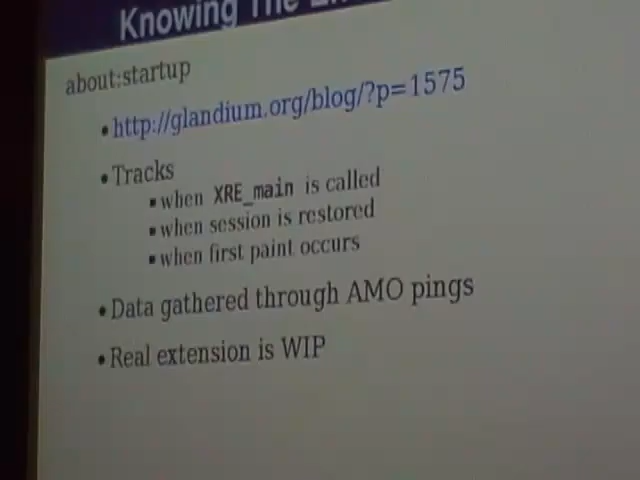 Knowing The
about:startup
• http://glandium.org/blog/?p=1575
• Tracks
▪ when XRE_main is called
▪ when session is restored
▪ when first paint occurs
• Data gathered through AMO pings
• Real extension is WIP